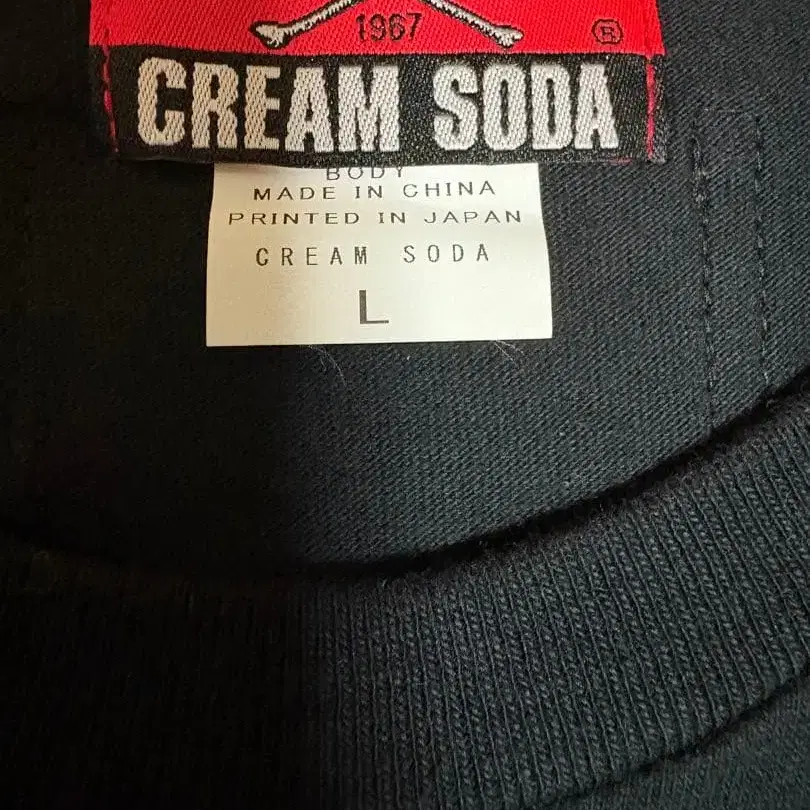 1967
®
CREAM SODA
BODY
MADE IN CHINA
PRINTED IN JAPAN
CREAM SODA
L